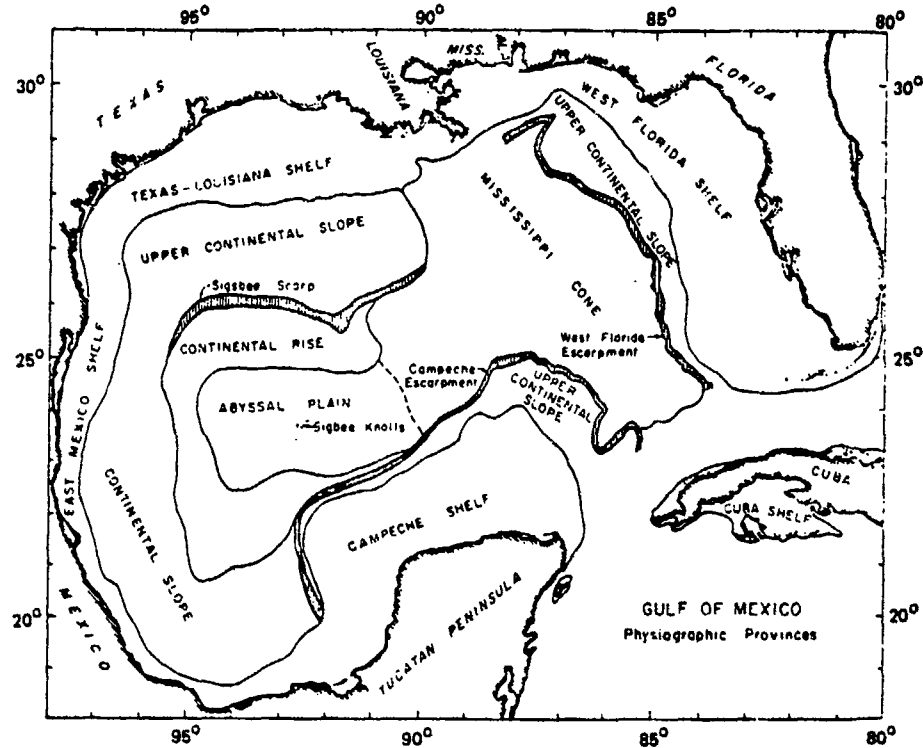 95°
90°
85°
80°
30°
30°
TEXAS
LOUISIANA
MISS.
AL.
FLORIDA
WEST FLORIDA SHELF
UPPER CONTINENTAL SLOPE
TEXAS-LOUISIANA SHELF
UPPER CONTINENTAL SLOPE
MISSISSIPPI CONE
Sigsbee Scarp
CONTINENTAL RISE
West Florida
Escarpment
25°
25°
Campeche
Escarpment
UPPER
CONTINENTAL
SLOPE
ABYSSAL PLAIN
Sigbee Knolls
EAST MEXICO SHELF
CONTINENTAL SLOPE
CAMPECHE SHELF
CUBA
CUBA SHELF
MEXICO
YUCATAN PENINSULA
20°
20°
GULF OF MEXICO
Physiographic Provinces
95°
90°
85°
80°